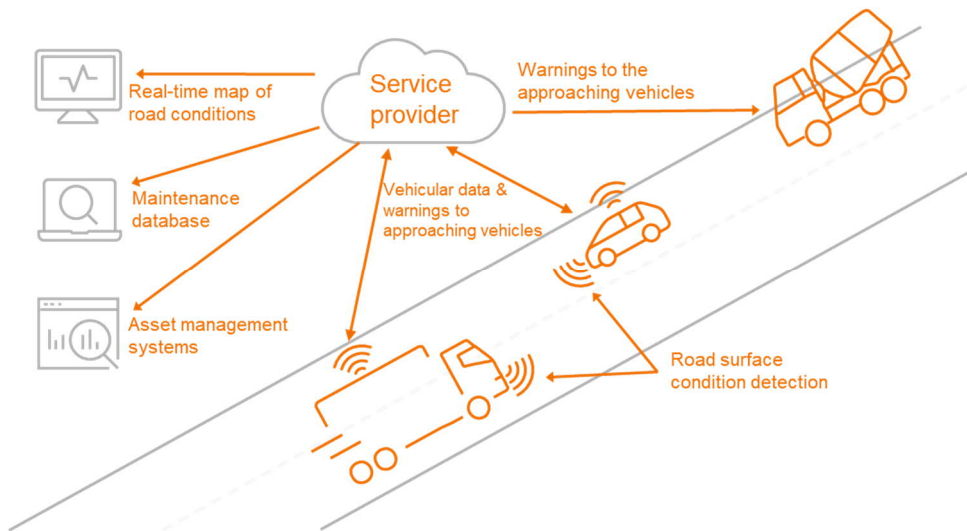 Service
provider
Warnings to the
approaching vehicles
Real-time map of
road conditions
Maintenance
database
Vehicular data &
warnings to
approaching vehicles
Asset management
systems
Road surface
condition detection